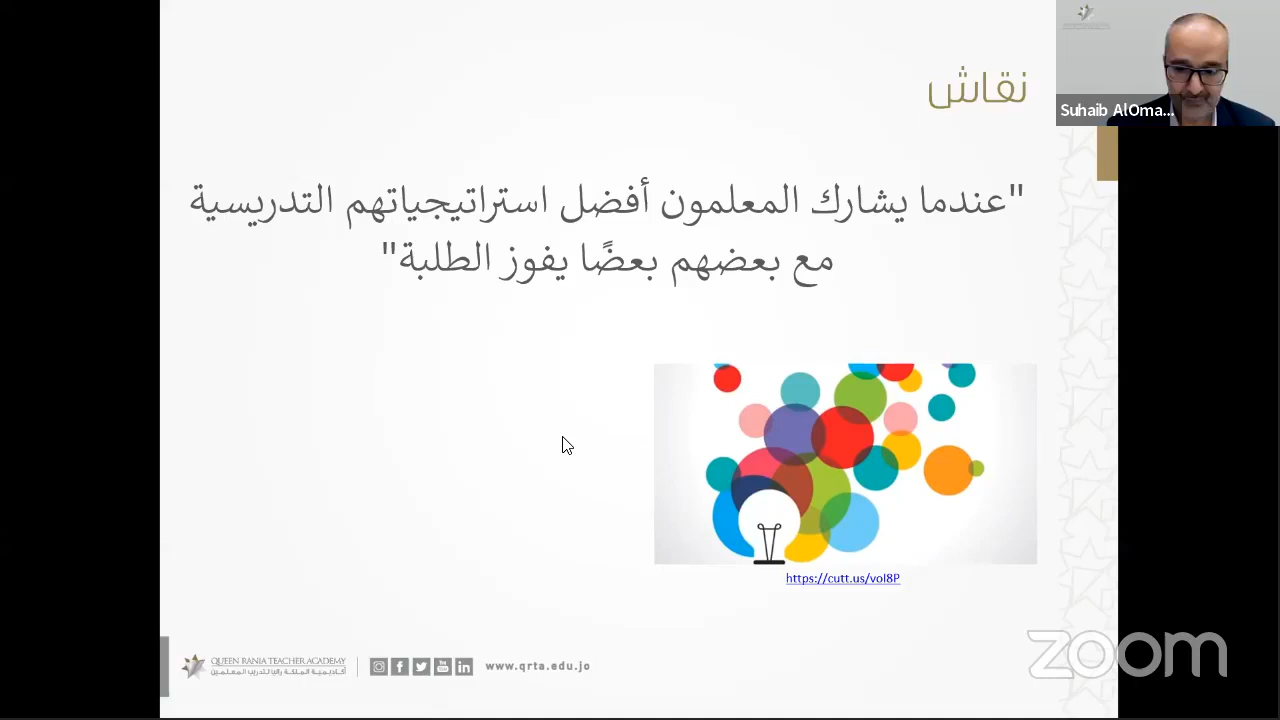 نقاش
Suhaib AlOma...
"عندما يشارك المعلمون أفضل استراتيجياتهم التدريسية
مع بعضهم بعضًا يفوز الطلبة"
https://cutt.us/vol8P
QUEEN RANIA TEACHER ACADEMY
أكاديمية الملكة رانيا لتدريب المعلمين
www.qrta.edu.jo
zoom